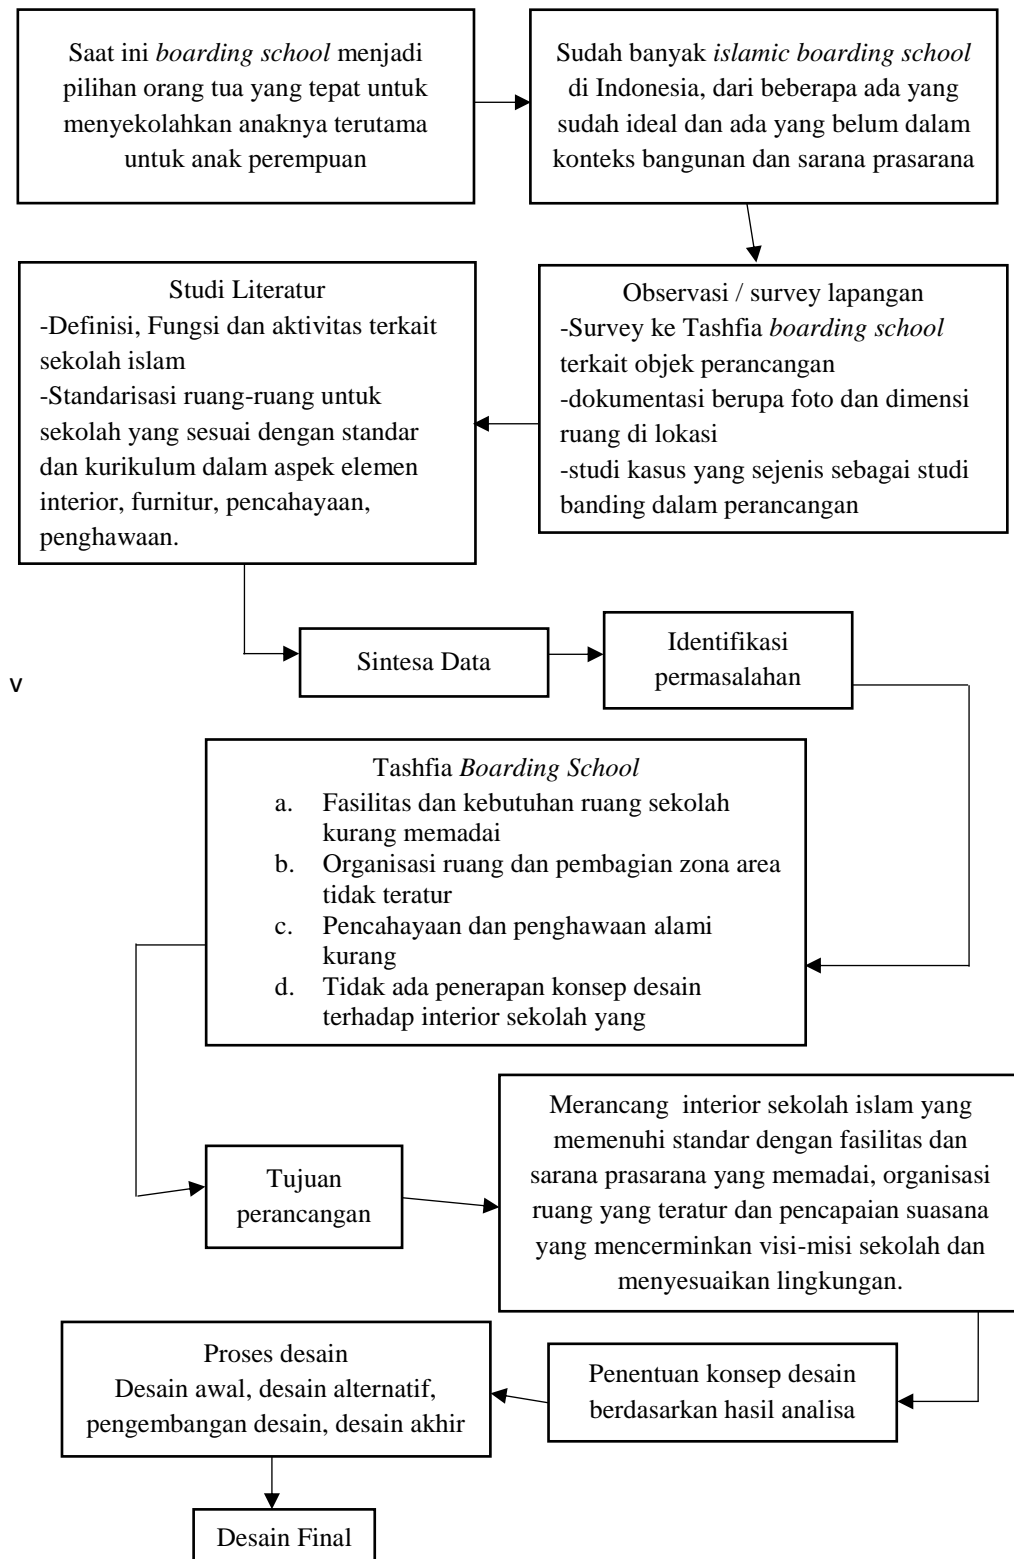 Saat ini boarding school menjadi
pilihan orang tua yang tepat untuk
menyekolahkan anaknya terutama
untuk anak perempuan
Sudah banyak islamic boarding school
di Indonesia, dari beberapa ada yang
sudah ideal dan ada yang belum dalam
konteks bangunan dan sarana prasarana
Observasi / survey lapangan
-Survey ke Tashfia boarding school
terkait objek perancangan
-dokumentasi berupa foto dan dimensi
ruang di lokasi
-studi kasus yang sejenis sebagai studi
banding dalam perancangan
Studi Literatur
-Definisi, Fungsi dan aktivitas terkait
sekolah islam
-Standarisasi ruang-ruang untuk
sekolah yang sesuai dengan standar
dan kurikulum dalam aspek elemen
interior, furnitur, pencahayaan,
penghawaan.
Sintesa Data
Identifikasi
permasalahan
v
Tashfia Boarding School
a. Fasilitas dan kebutuhan ruang sekolah
kurang memadai
b. Organisasi ruang dan pembagian zona area
tidak teratur
c. Pencahayaan dan penghawaan alami
kurang
d. Tidak ada penerapan konsep desain
terhadap interior sekolah yang
Tujuan
perancangan
Merancang interior sekolah islam yang
memenuhi standar dengan fasilitas dan
sarana prasarana yang memadai, organisasi
ruang yang teratur dan pencapaian suasana
yang mencerminkan visi-misi sekolah dan
menyesuaikan lingkungan.
Penentuan konsep desain
berdasarkan hasil analisa
Proses desain
Desain awal, desain alternatif,
pengembangan desain, desain akhir
Desain Final